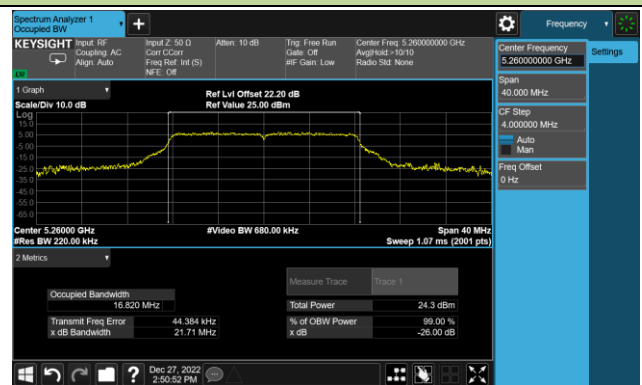 Spectrum Analyzer 1
Occupied BW
Frequency
KEYSIGHT
Input: RF
Coupling: AC
Align: Auto
Input Z: 50 Ω
Corr CCorr
Freq Ref: Int (S)
NFE: Off
Atten: 10 dB
Trig: Free Run
Gate: Off
#IF Gain: Low
Center Freq: 5.260000000 GHz
Avg|Hold:>10/10
Radio Std: None
Center Frequency
5.260000000 GHz
Settings
Span
40.000 MHz
CF Step
4.000000 MHz
Auto
Man
Freq Offset
0 Hz
1 Graph
Scale/Div 10.0 dB
Ref Lvl Offset 22.20 dB
Ref Value 25.00 dBm
Log
15.0
5.00
-5.00
-15.0
-25.0
-35.0
-45.0
-55.0
-65.0
Center 5.26000 GHz
#Res BW 220.00 kHz
#Video BW 680.00 kHz
Span 40 MHz
Sweep 1.07 ms (2001 pts)
2 Metrics
Measure Trace
Trace 1
Occupied Bandwidth
16.820 MHz
Total Power
24.3 dBm
Transmit Freq Error
44.384 kHz
% of OBW Power
99.00 %
x dB Bandwidth
21.71 MHz
x dB
-26.00 dB
?
Dec 27, 2022
2:50:52 PM